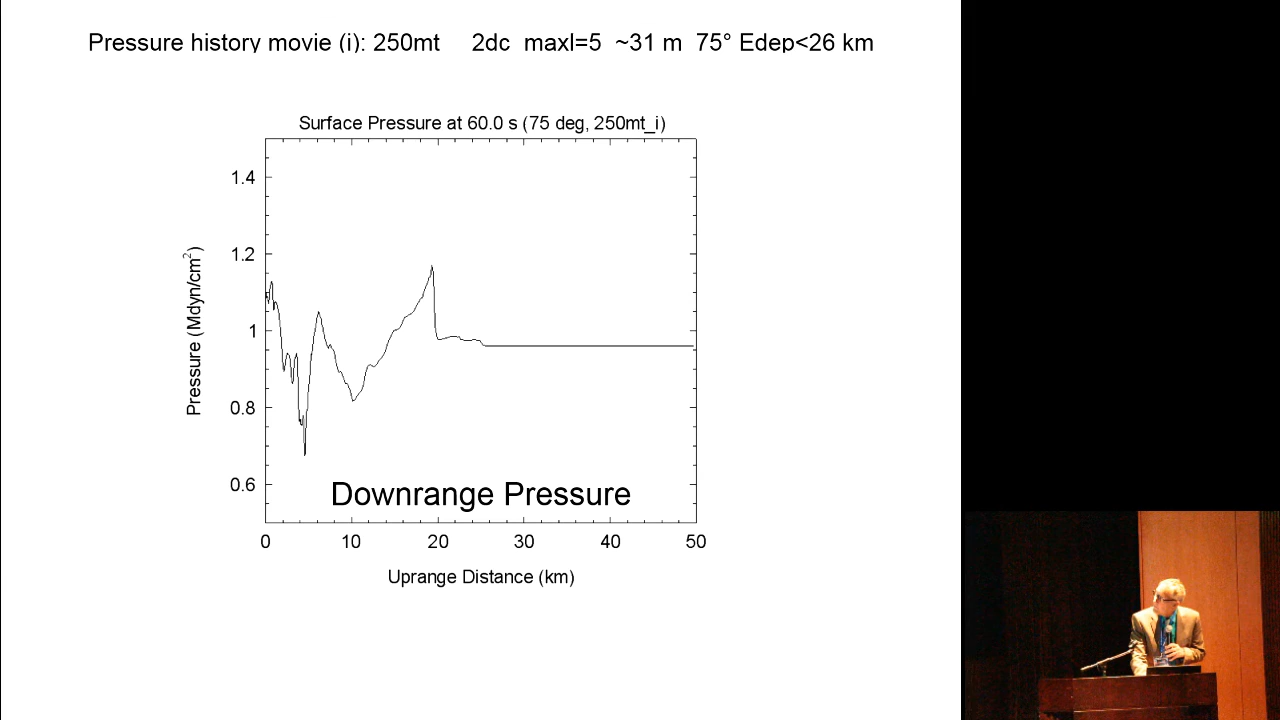 Pressure history movie (i): 250mt 2dc maxl=5 ~31 m 75° Edep<26 km
Surface Pressure at 60.0 s (75 deg, 250mt_i)
1.4
1.2
1
0.8
0.6
Pressure (Mdyn/cm²)
Downrange Pressure
0 10 20 30 40 50
Uprange Distance (km)